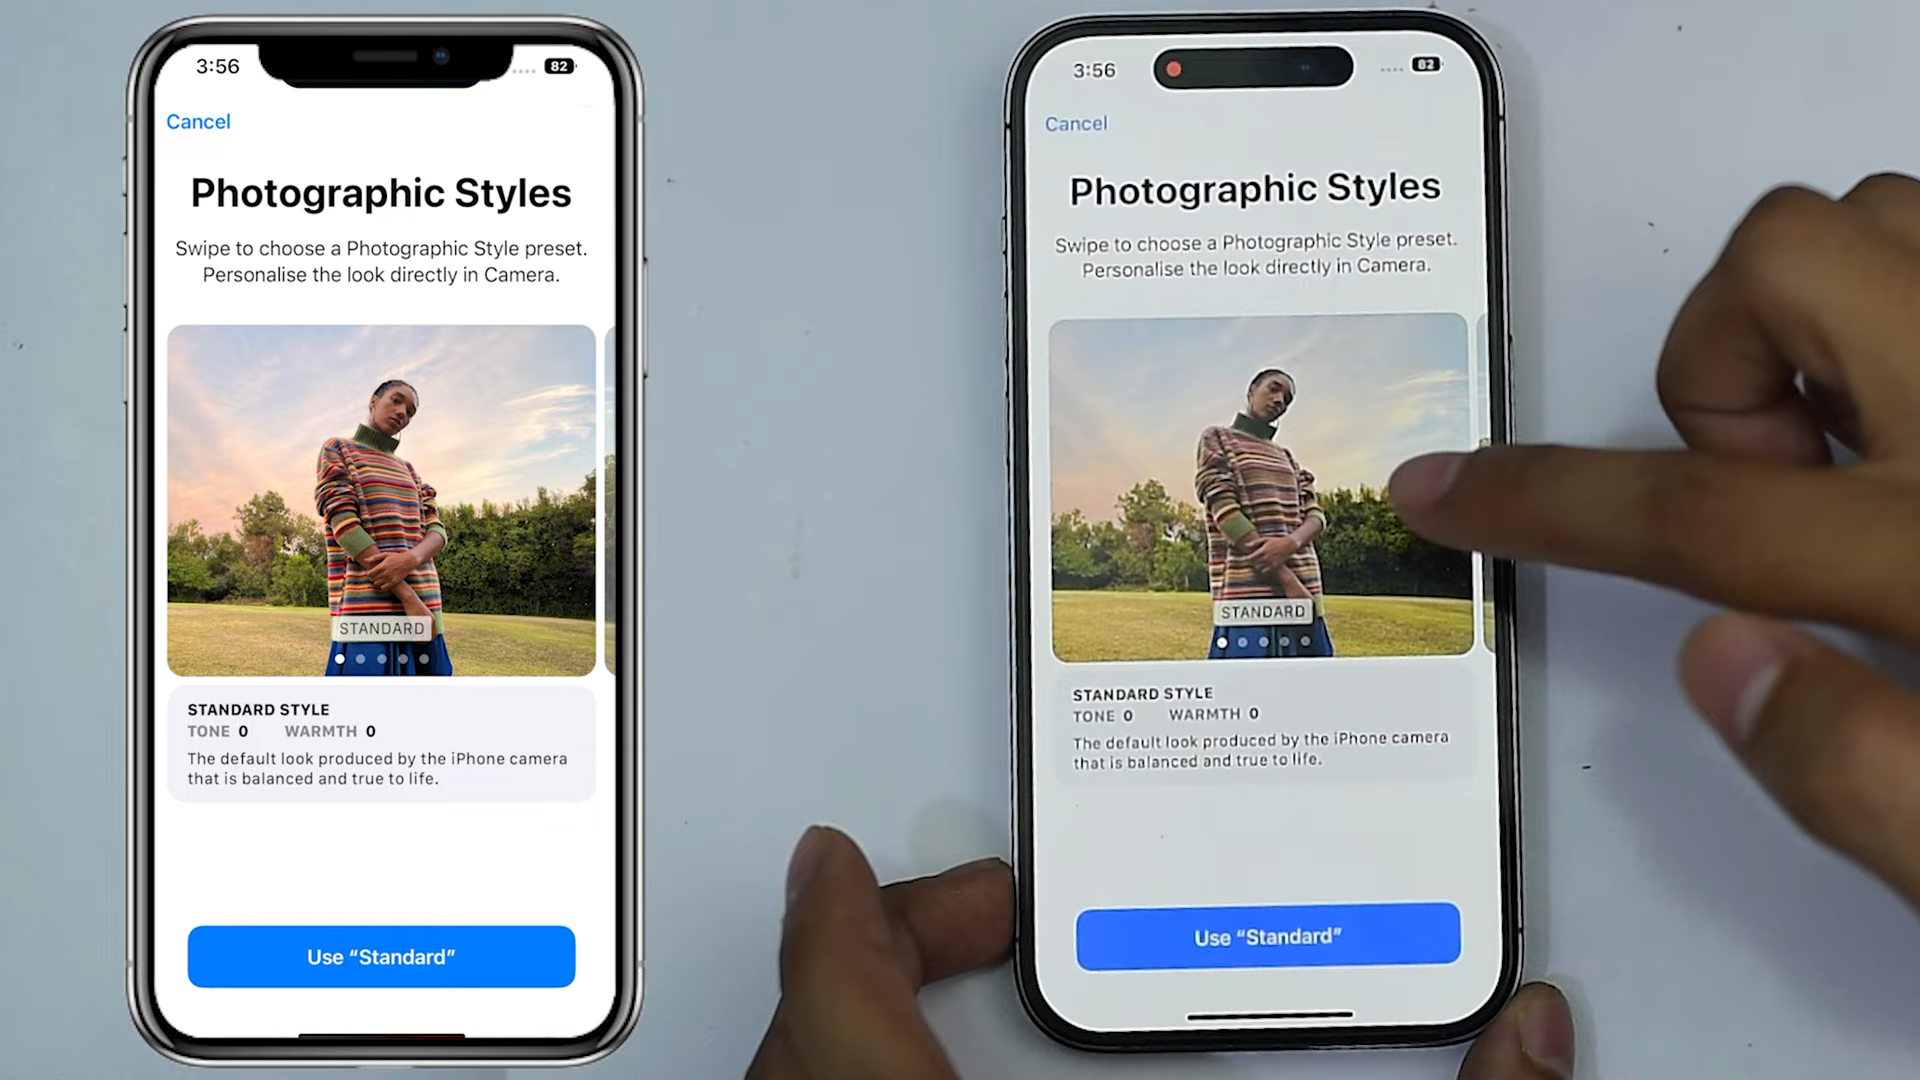 3:56
82
Cancel
Photographic Styles
Swipe to choose a Photographic Style preset.
Personalise the look directly in Camera.
STANDARD
STANDARD STYLE
TONE 0 WARMTH 0
The default look produced by the iPhone camera
that is balanced and true to life.
Use “Standard”
3:56
82
Cancel
Photographic Styles
Swipe to choose a Photographic Style preset.
Personalise the look directly in Camera.
STANDARD
STANDARD STYLE
TONE 0 WARMTH 0
The default look produced by the iPhone camera
that is balanced and true to life.
Use “Standard”